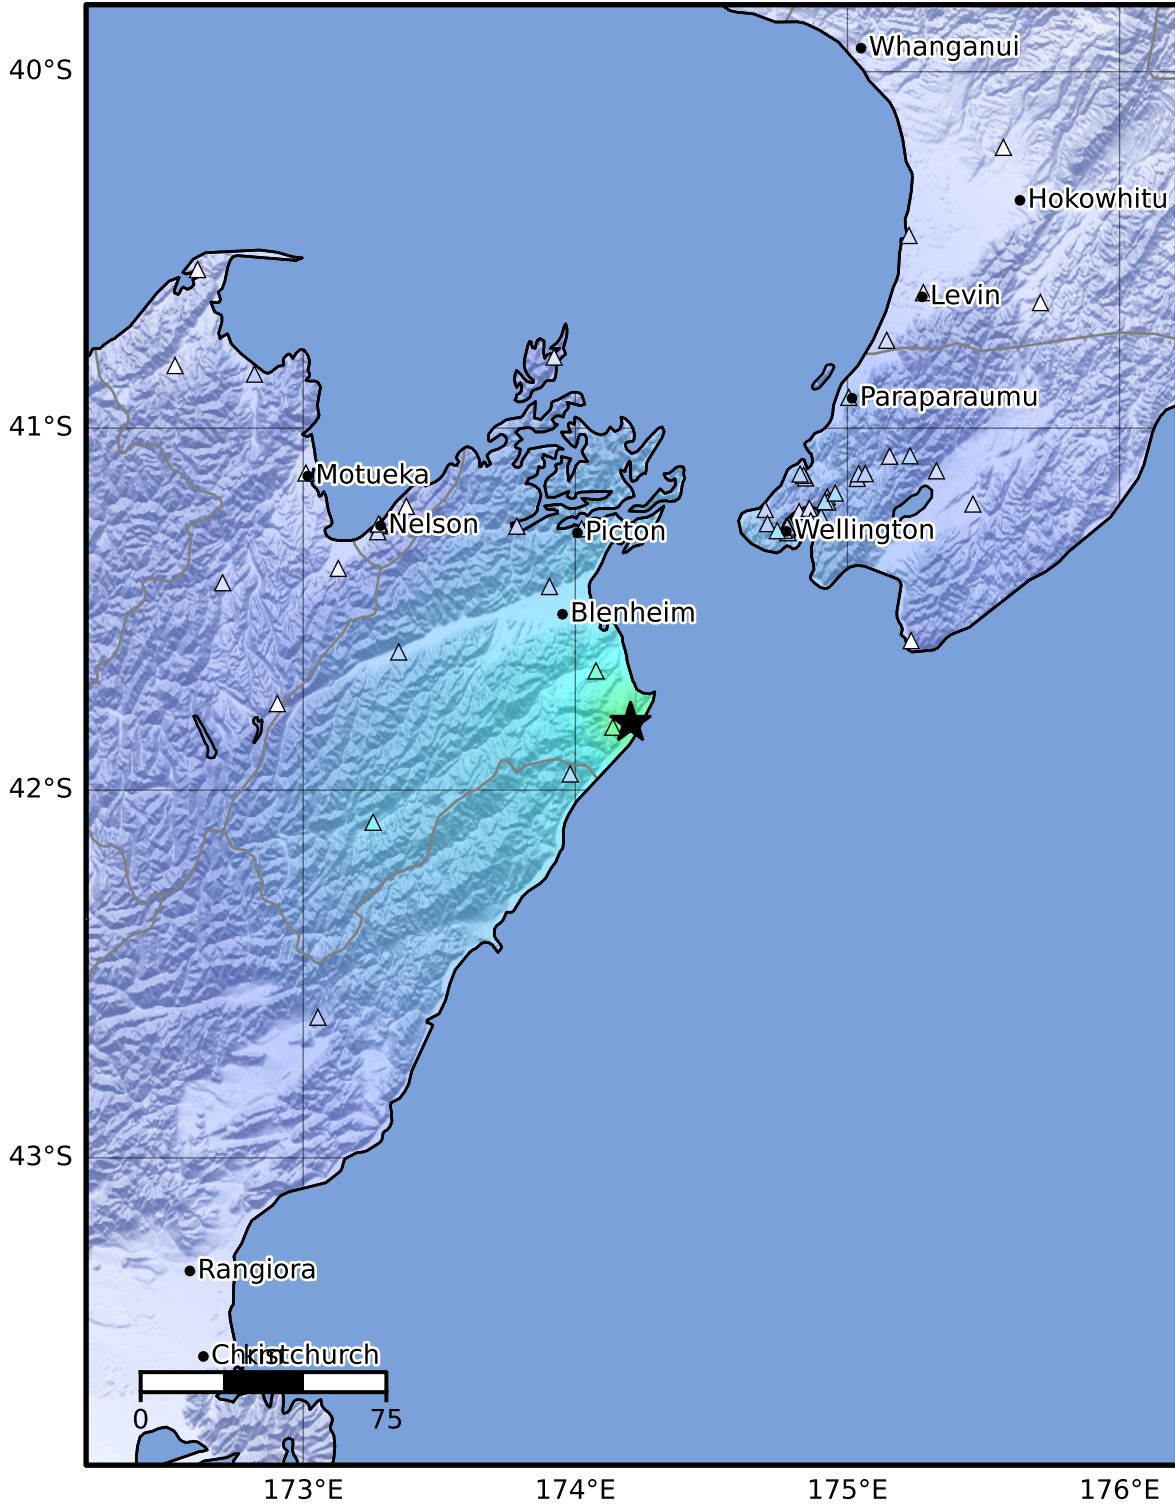 Whanganui
40°S
Hokowhitu
Levin
Paraparaumu
41°S
Motueka
Nelson
Picton
Wellington
Blenheim
42°S
43°S
Rangiora
Christchurch
km
0
75
173°E
174°E
175°E
176°E